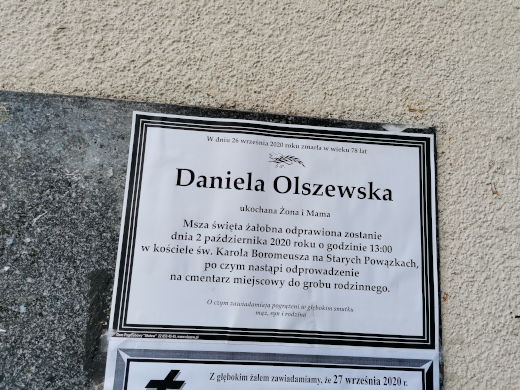 W dniu 26 września 2020 roku zmarła w wieku 78 lat
Daniela Olszewska
ukochana Żona i Mama
Msza święta żałobna odprawiona zostanie
dnia 2 października 2020 roku o godzinie 13:00
w kościele św. Karola Boromeusza na Starych Powązkach,
po czym nastąpi odprowadzenie
na cmentarz miejscowy do grobu rodzinnego.
O czym zawiadamiają pogrążeni w głębokim smutku
mąż, syn i rodzina
Z głębokim żalem zawiadamiamy, że 27 września 2020 r.